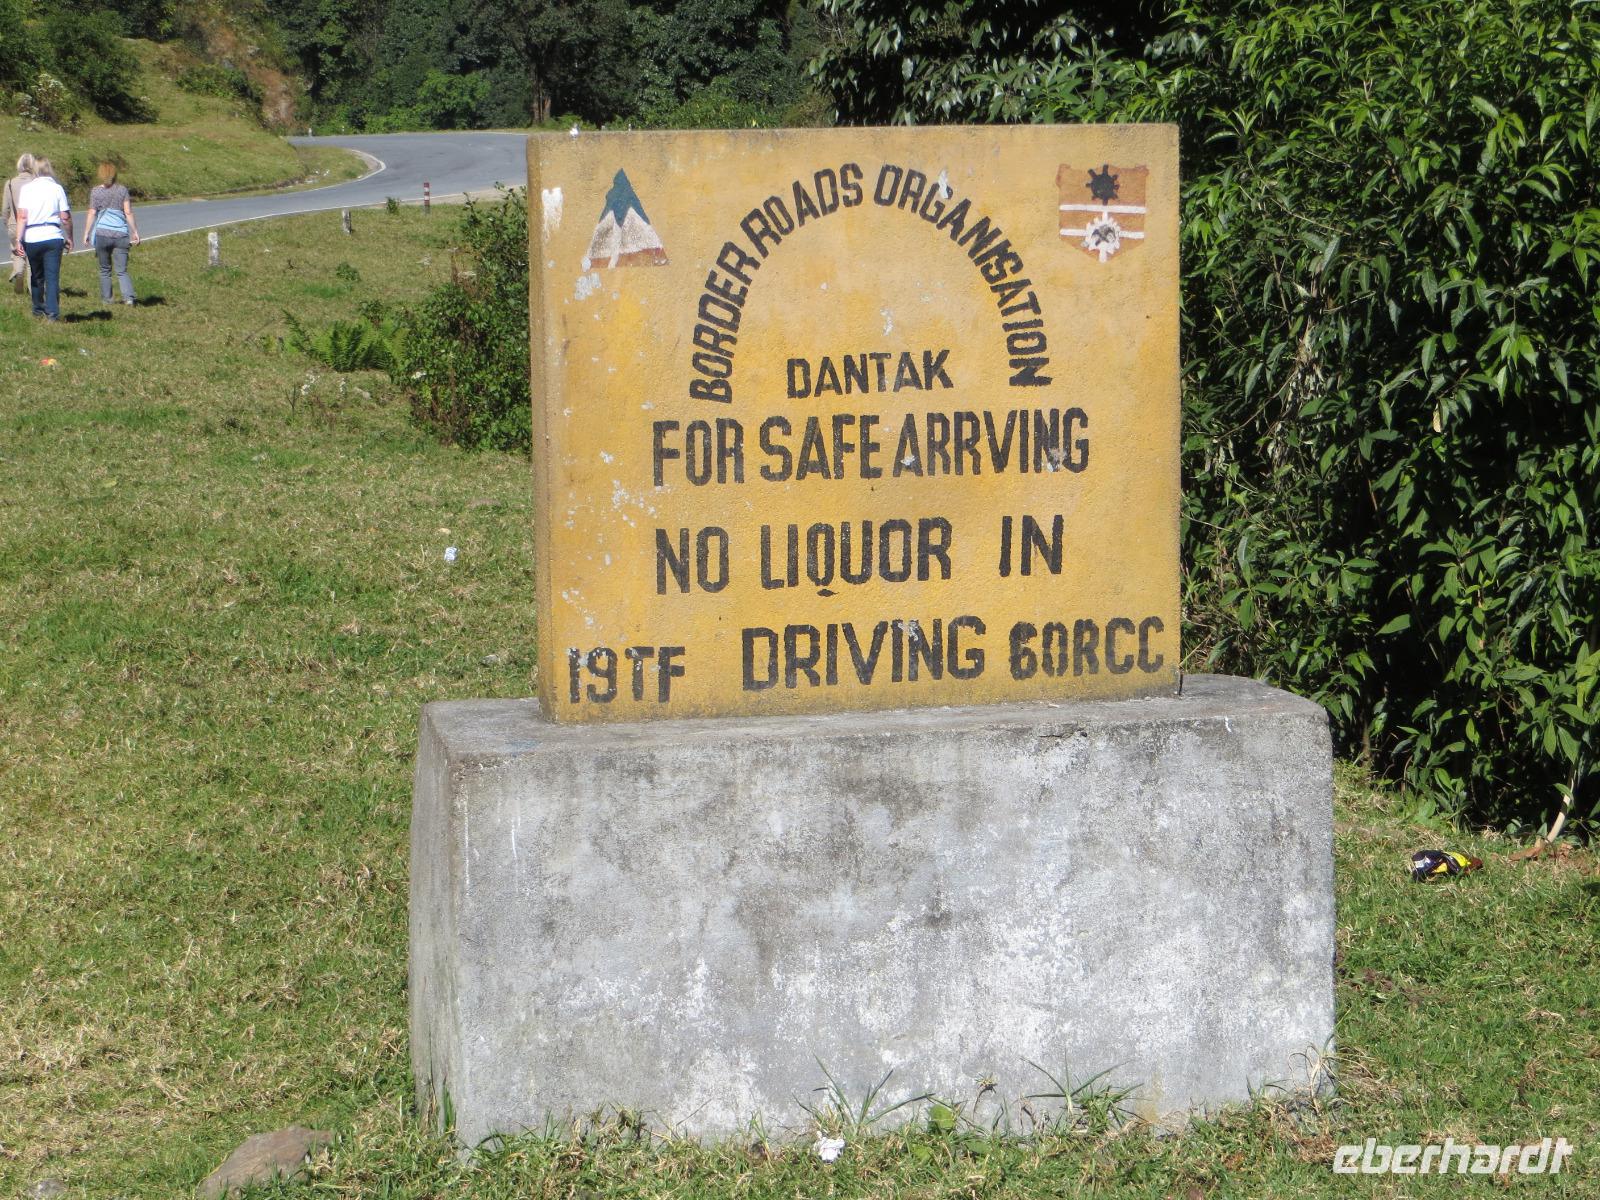 BORDER ROADS ORGANISATION
DANTAK
FOR SAFE ARRVING
NO LIQUOR IN
19TF DRIVING 60RCC
eberhardt